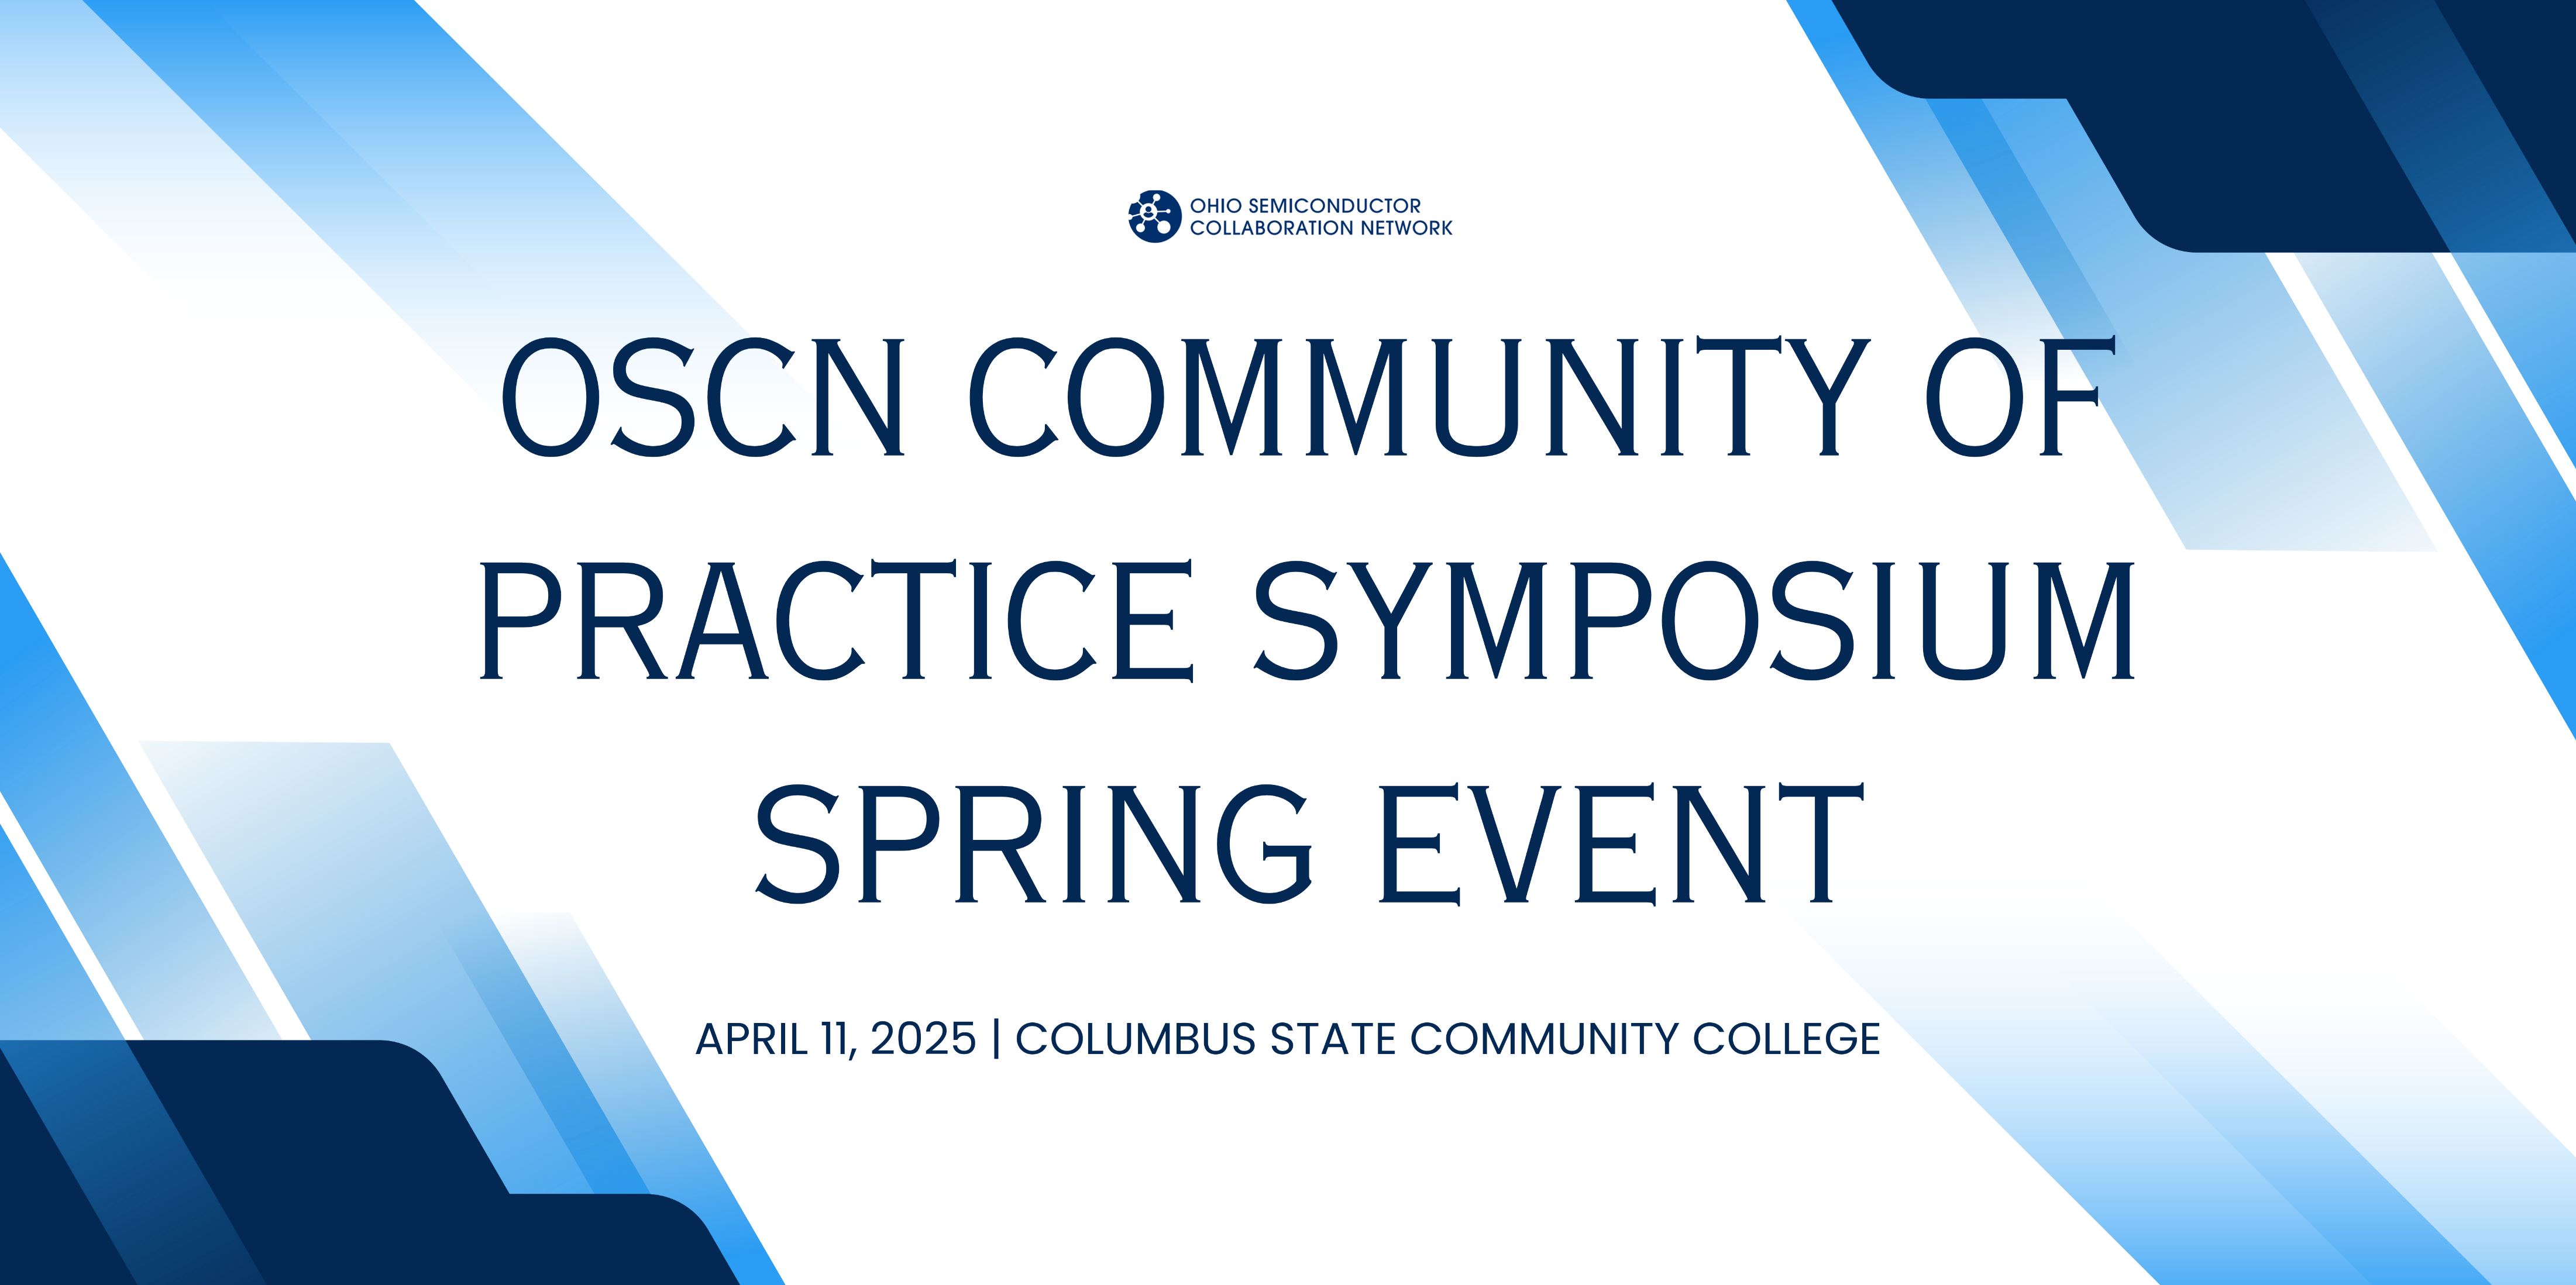 OHIO SEMICONDUCTOR
COLLABORATION NETWORK
OSCN COMMUNITY OF
PRACTICE SYMPOSIUM
SPRING EVENT
APRIL 11, 2025 | COLUMBUS STATE COMMUNITY COLLEGE